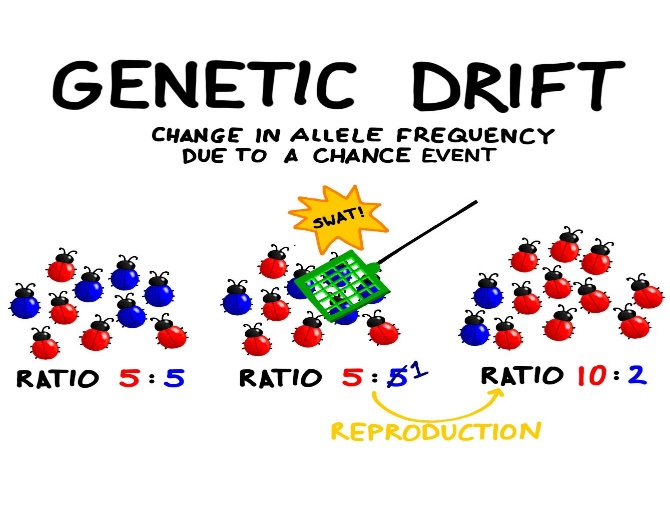 GENETIC DRIFT
CHANGE IN ALLELE FREQUENCY
DUE TO A CHANCE EVENT
SWAT!
RATIO 5:5
RATIO 5:5 1
RATIO 10:2
REPRODUCTION